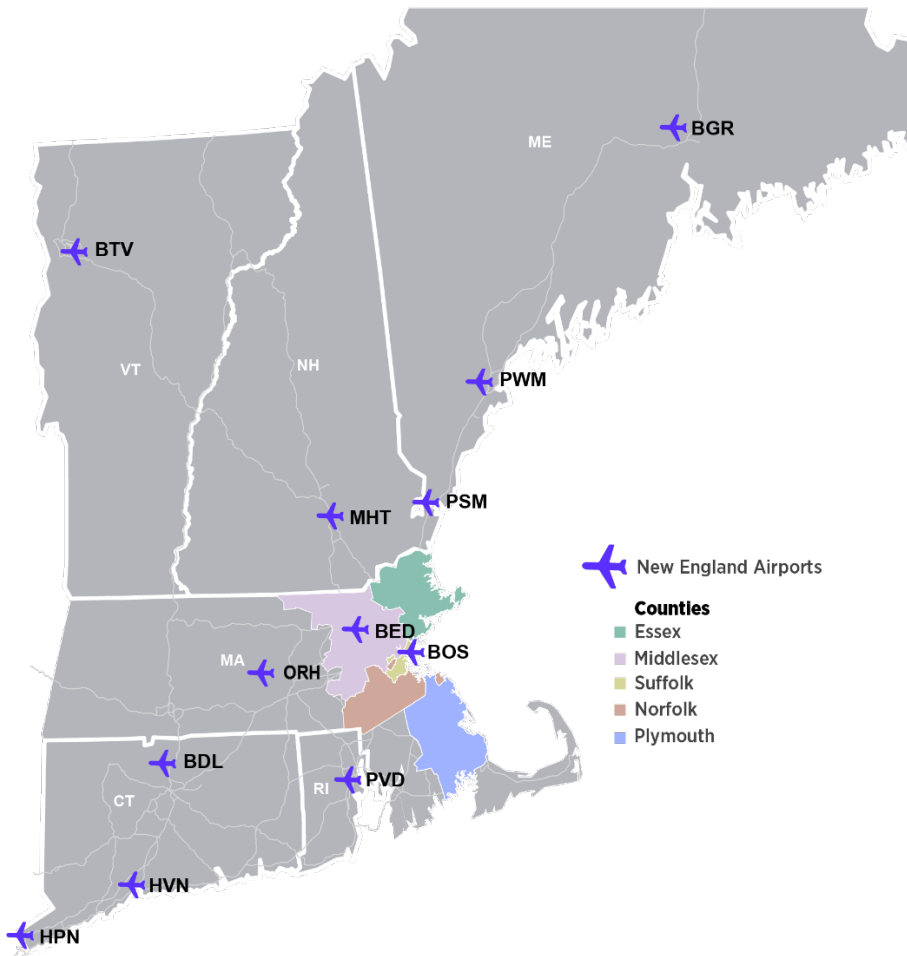 BGR
ME
BTV
VT
NH
PWM
PSM
MHT
New England Airports
Counties
Essex
Middlesex
Suffolk
Norfolk
Plymouth
BED
BOS
MA
ORH
BDL
PVD
RI
CT
HVN
HPN